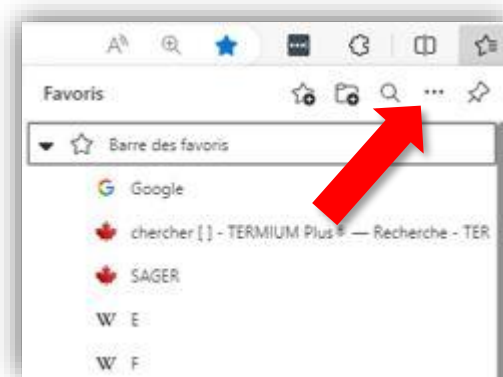 Favoris
Barre des favoris
Google
chercher [ ] - TERMIUM Plus® — Recherche - TER
SAGER
E
F